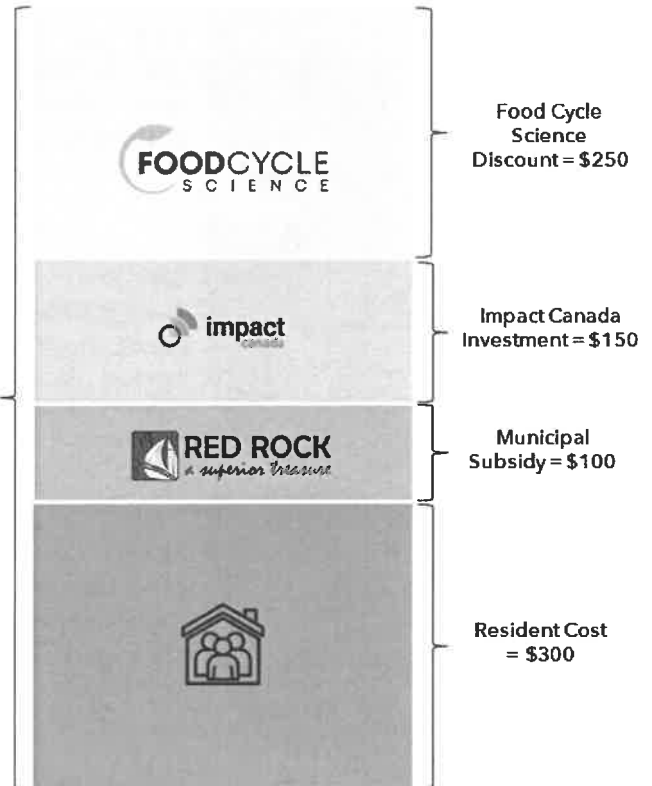 FOODCYCLE
SCIENCE
Food Cycle
Science
Discount = $250
impact
canada
Impact Canada
Investment = $150
RED ROCK
a superior treasure
Municipal
Subsidy = $100
Resident Cost
= $300